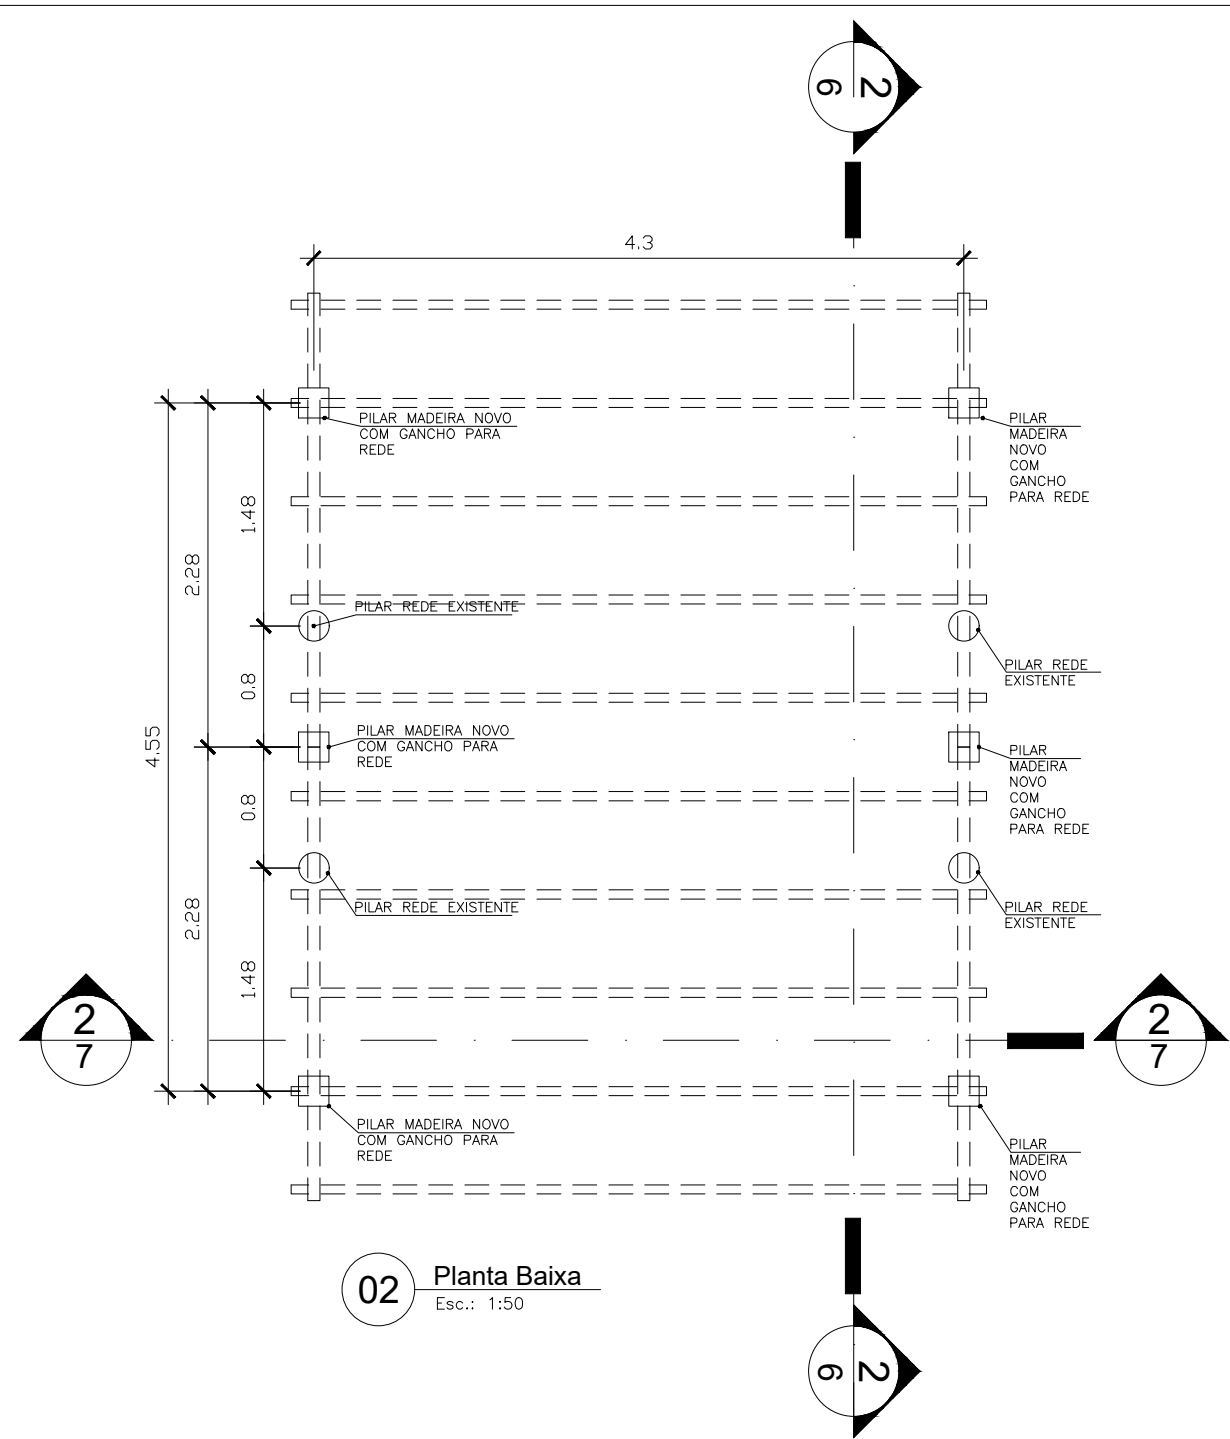 2
6
4.3
PILAR MADEIRA NOVO
COM GANCHO PARA
REDE
PILAR
MADEIRA
NOVO
COM
GANCHO
PARA REDE
1.48
2.28
PILAR REDE EXISTENTE
PILAR REDE
EXISTENTE
0.8
4.55
PILAR MADEIRA NOVO
COM GANCHO PARA
REDE
PILAR
MADEIRA
NOVO
COM
GANCHO
PARA REDE
0.8
PILAR REDE EXISTENTE
PILAR REDE
EXISTENTE
2.28
1.48
2
7
2
7
PILAR MADEIRA NOVO
COM GANCHO PARA
REDE
PILAR
MADEIRA
NOVO
COM
GANCHO
PARA REDE
02
Planta Baixa
Esc.: 1:50
2
6